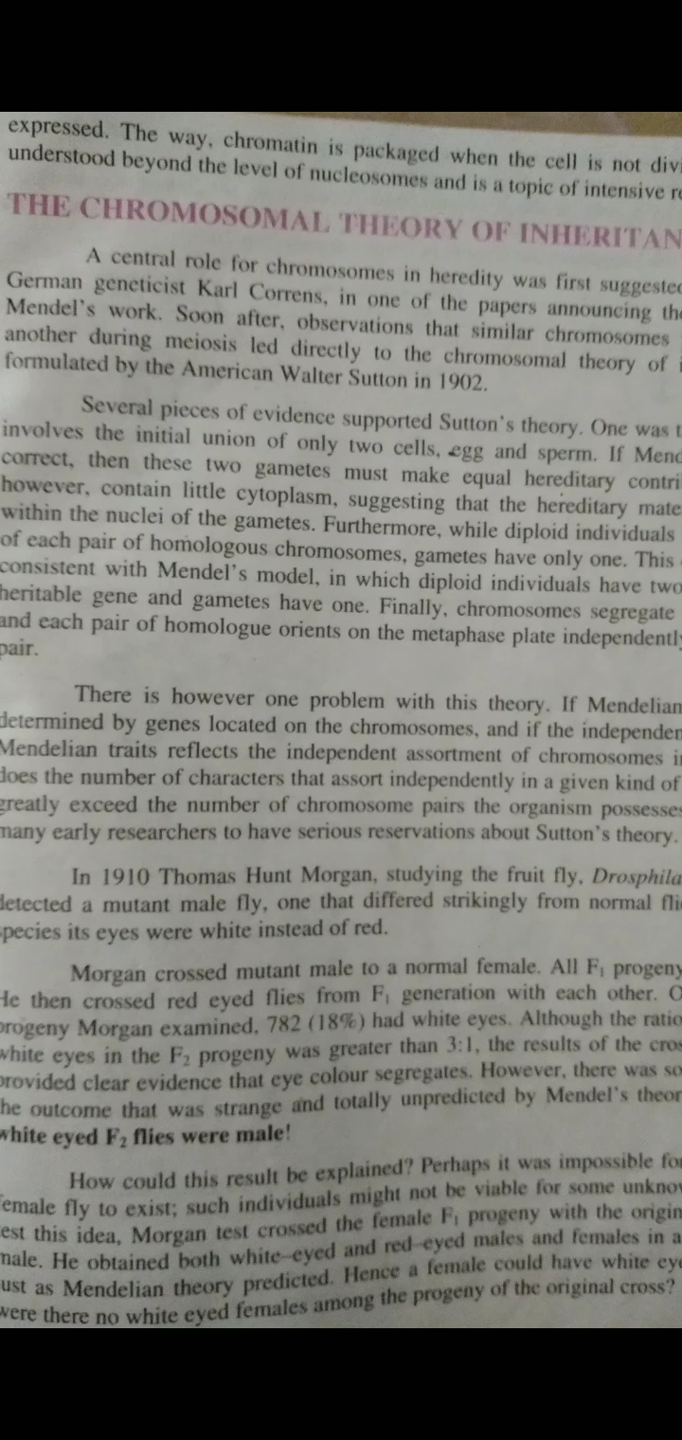 expressed. The way, chromatin is packaged when the cell is not
understood beyond the level of nucleosomes and is a topic of intensive
THE CHROMOSOMAL THEORY OF
A central role for chromosomes in heredity was first
German geneticist Karl Correns, in one of the papers announcing
Mendel's work. Soon after, observations that similar chromosomes
another during meiosis led directly to the chromosomal theory of
formulated by the American Walter Sutton in 1902.
Several pieces of evidence supported Sutton's theory. One was
involves the initial union of only two cells, egg and sperm. If
correct, then these two gametes must make equal hereditary
however, contain little cytoplasm, suggesting that the hereditary
within the nuclei of the gametes. Furthermore, while diploid individuals
of each pair of homologous chromosomes, gametes have only one. This
consistent with Mendel's model, in which diploid individuals have two
heritable gene and gametes have one. Finally, chromosomes segregate
and each pair of homologue orients on the metaphase plate independently
pair.
There is however one problem with this theory. If Mendelian
determined by genes located on the chromosomes, and if the
Mendelian traits reflects the independent assortment of chromosomes
does the number of characters that assort independently in a given kind of
greatly exceed the number of chromosome pairs the organism
many early researchers to have serious reservations about Sutton's theory.
In 1910 Thomas Hunt Morgan, studying the fruit fly, Drosphila
detected a mutant male fly, one that differed strikingly from normal
species its eyes were white instead of red.
Morgan crossed mutant male to a normal female. All F₁ progeny
He then crossed red eyed flies from F₁ generation with each other.
progeny Morgan examined, 782 (18%) had white eyes. Although the ratio
white eyes in the F₂ progeny was greater than 3:1, the results of the
provided clear evidence that eye colour segregates. However, there was
the outcome that was strange and totally unpredicted by Mendel's
white eyed F₂ flies were male!
How could this result be explained? Perhaps it was impossible
female fly to exist; such individuals might not be viable for some
test this idea, Morgan test crossed the female F₁ progeny with the
male. He obtained both white-eyed and red-eyed males and females in a
just as Mendelian theory predicted. Hence a female could have white
were there no white eyed females among the progeny of the original cross?